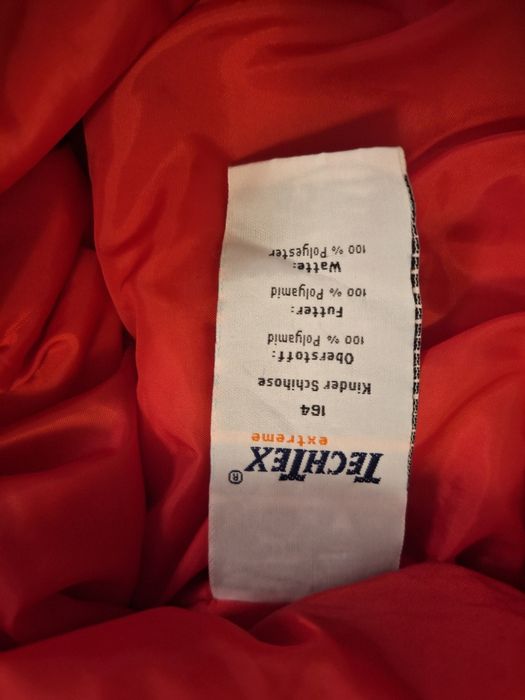 TECHTEX®
extreme
164
Kinder Schihose
Oberstoff:
100 % Polyamid
Futter:
100 % Polyamid
Watte:
100 % Polyester